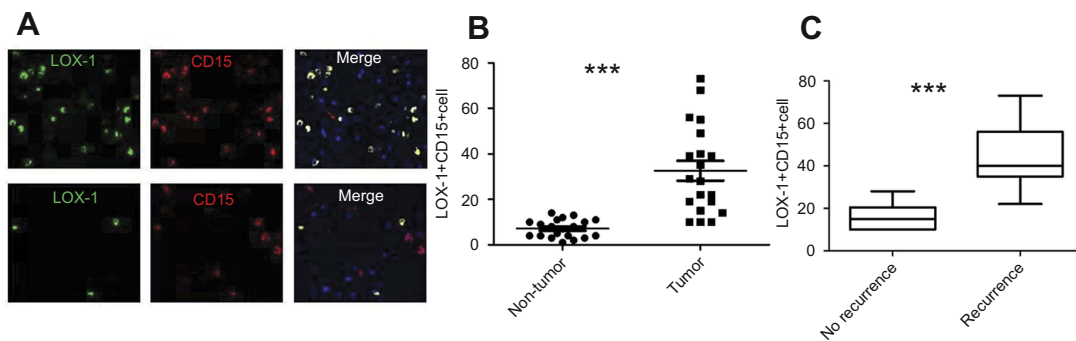 A
LOX-1
CD15
Merge
LOX-1
CD15
Merge
B
LOX-1+CD15+cell
80
60
40
20
0
***
Non-tumor
Tumor
C
LOX-1+CD15+cell
80
60
40
20
0
***
No recurrence
Recurrence